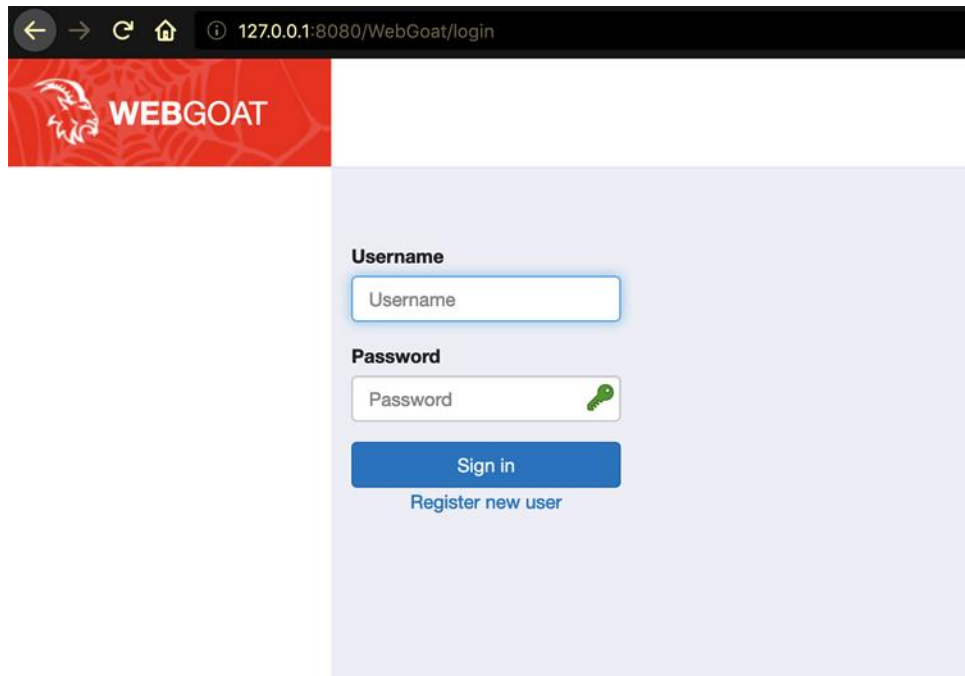 127.0.0.1:8080/WebGoat/login
WEBGOAT
Username
Username
Password
Password
Sign in
Register new user